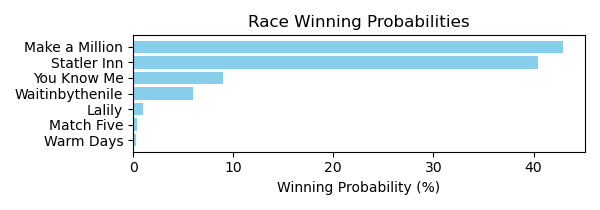 Race Winning Probabilities
Make a Million
Statler Inn
You Know Me
Waitinbythenile
Lalily
Match Five
Warm Days
0 10 20 30 40
Winning Probability (%)